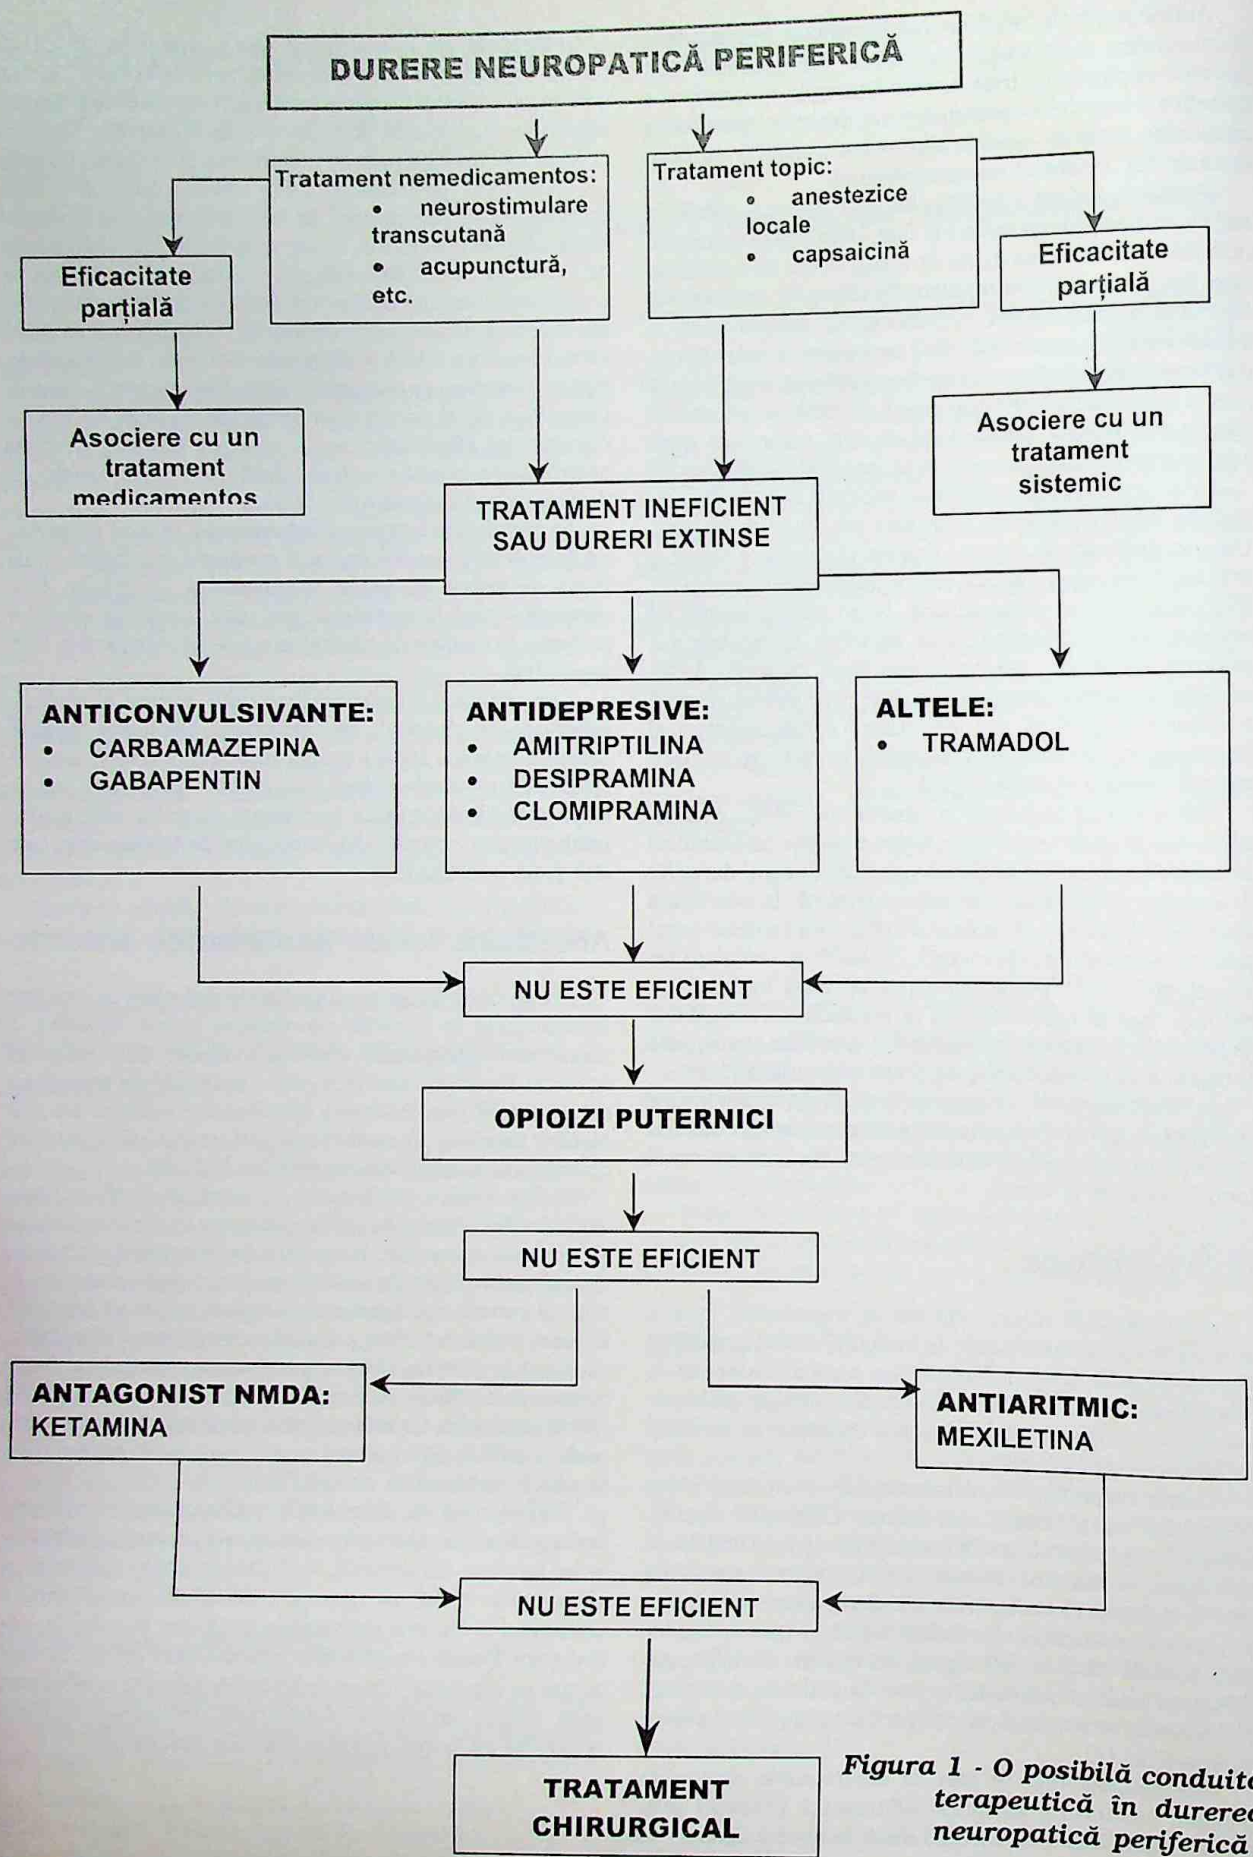 DURERE NEUROPATICĂ PERIFERICĂ
Tratament nemedicamentos:
• neurostimulare
transcutană
• acupunctură,
etc.
Tratament topic:
• anestezice
locale
• capsaicină
Eficacitate
parțială
Eficacitate
parțială
Asociere cu un
tratament
medicamentos
Asociere cu un
tratament
sistemic
TRATAMENT INEFICIENT
SAU DURERI EXTINSE
ANTICONVULSIVANTE:
• CARBAMAZEPINA
• GABAPENTIN
ANTIDEPRESIVE:
• AMITRIPTILINA
• DESIPRAMINA
• CLOMIPRAMINA
ALTELE:
• TRAMADOL
NU ESTE EFICIENT
OPIOIZI PUTERNICI
NU ESTE EFICIENT
ANTAGONIST NMDA:
KETAMINA
ANTIARITMIC:
MEXILETINA
NU ESTE EFICIENT
TRATAMENT
CHIRURGICAL
Figura 1 - O posibilă conduite
terapeutică în durerec
neuropatică periferică